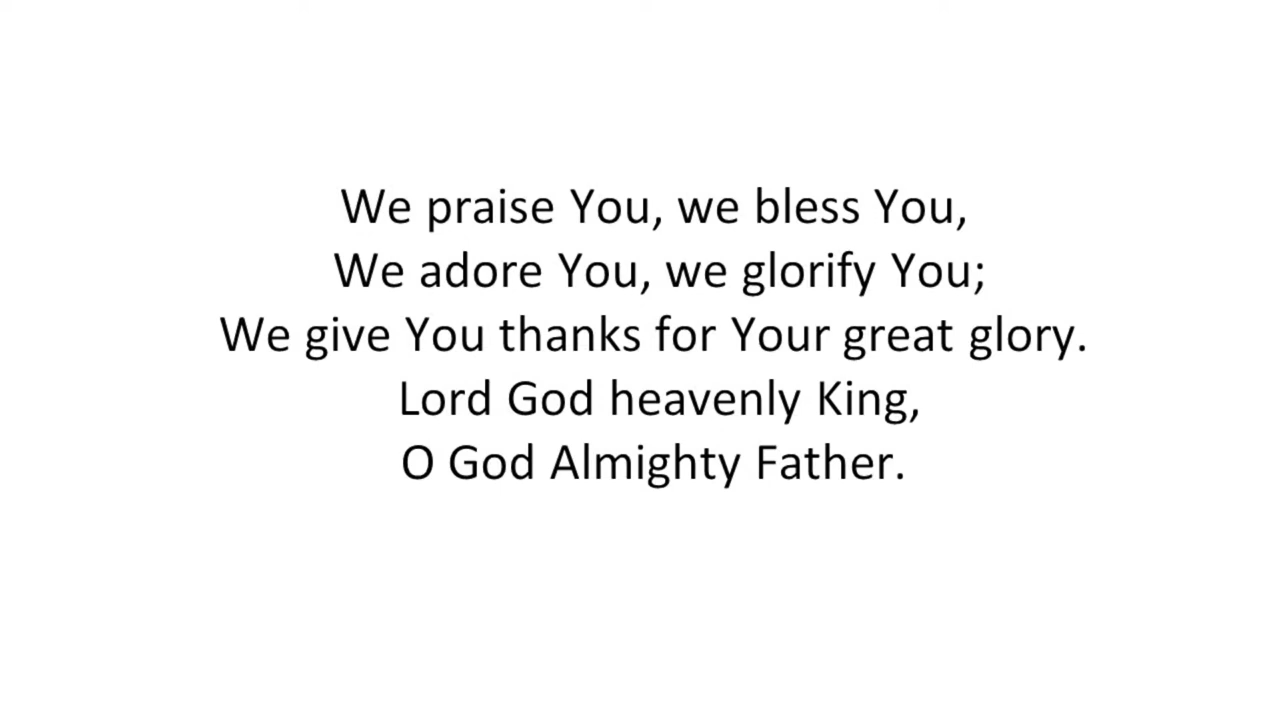 We praise You, we bless You,
We adore You, we glorify You;
We give You thanks for Your great glory.
Lord God heavenly King,
O God Almighty Father.